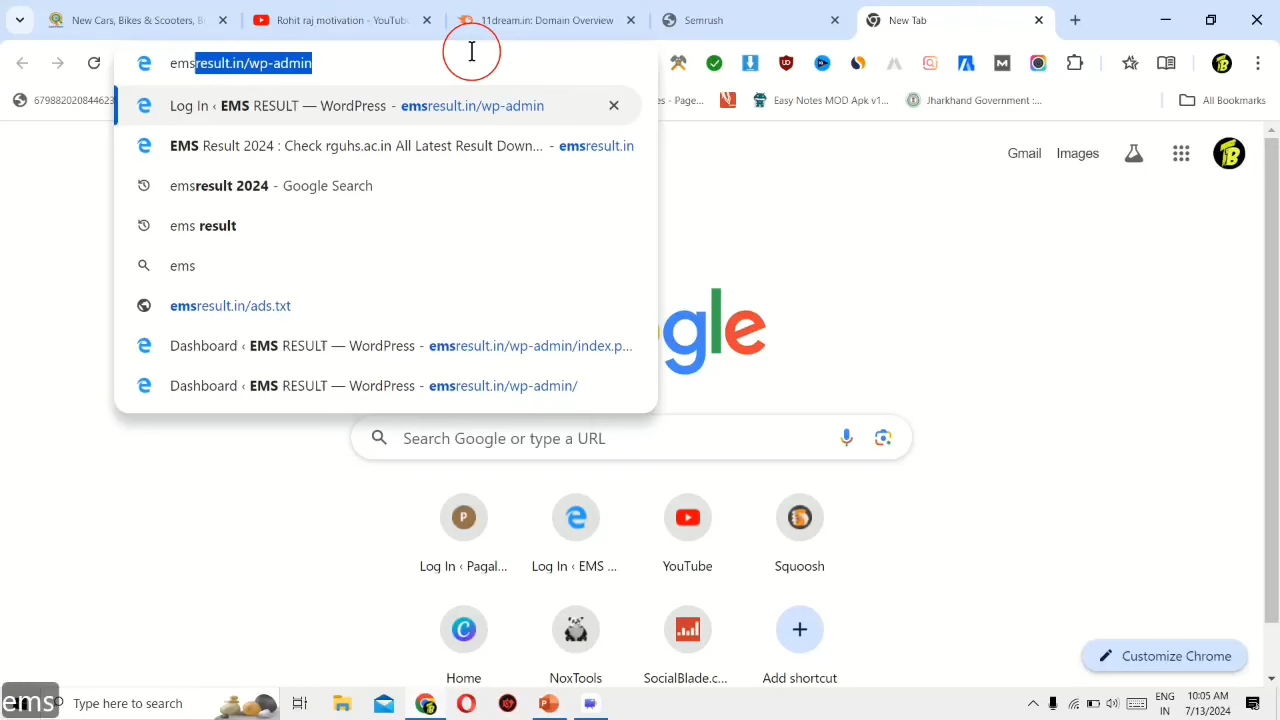 New Cars, Bikes & Scooters, B
Rohit raj motivation - YouTube
11dream.in: Domain Overview
Semrush
New Tab
emsresult.in/wp-admin
Log In ‹ EMS RESULT — WordPress - emsresult.in/wp-admin
67988202084462
es - Page...
Easy Notes MOD Apk v1...
Jharkhand Government :...
All Bookmarks
EMS Result 2024 : Check rguhs.ac.in All Latest Result Down... - emsresult.in
Gmail
Images
emsresult 2024 - Google Search
ems result
ems
emsresult.in/ads.txt
Dashboard ‹ EMS RESULT — WordPress - emsresult.in/wp-admin/index.p...
Dashboard ‹ EMS RESULT — WordPress - emsresult.in/wp-admin/
gle
Search Google or type a URL
P
Log In ‹ Pagal...
Log In ‹ EMS ...
YouTube
Squoosh
Home
NoxTools
SocialBlade.c...
Add shortcut
Customize Chrome
ems
Type here to search
ENG
IN
10:05 AM
7/13/2024